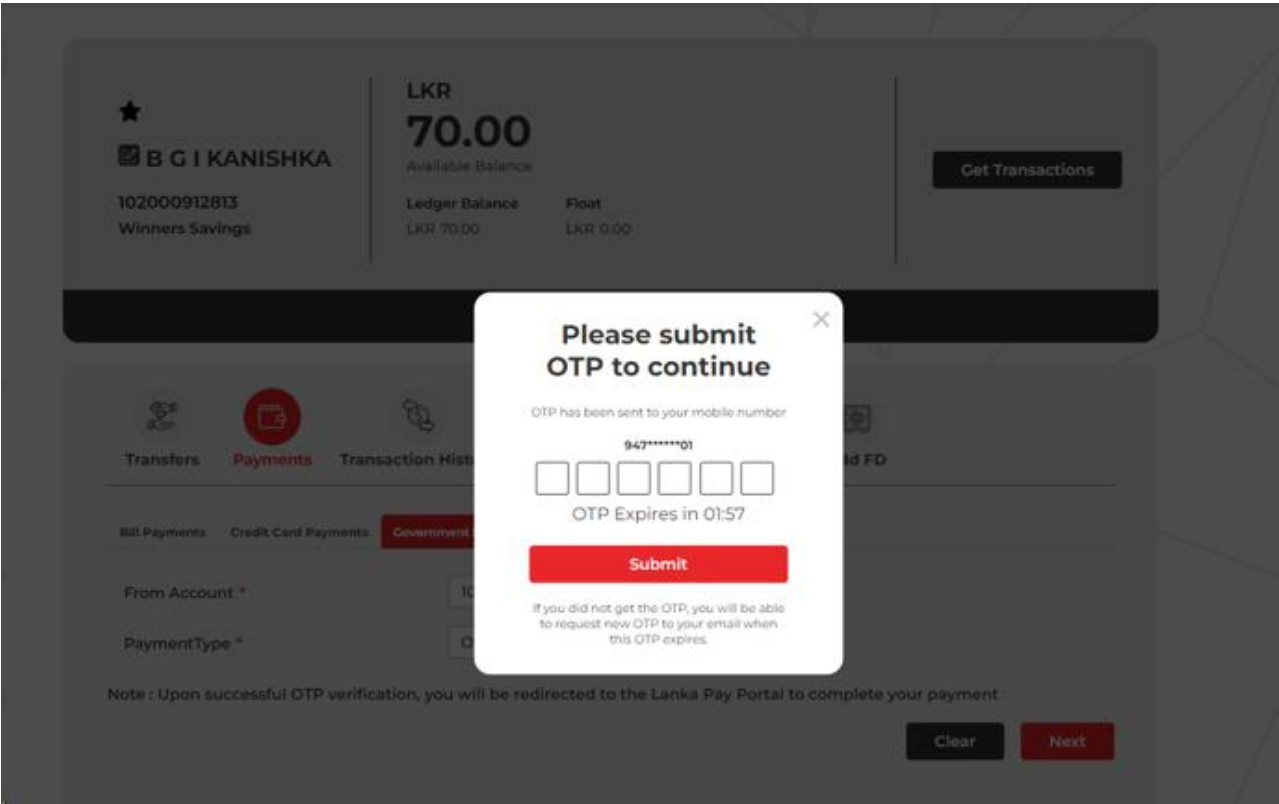 LKR
70.00
B G I KANISHKA
Available Balance
Get Transactions
102000912813
Ledger Balance Float
Winners Savings
LKR 70.00 LKR 0.00
Please submit
OTP to continue
OTP has been sent to your mobile number
947******01
OTP Expires in 01:57
Submit
If you did not get the OTP, you will be able
to request new OTP to your email when
this OTP expires.
Transfers Payments Transaction Hist
FD
Bill Payments Credit Card Payments Government
From Account *
10
PaymentType *
Note : Upon successful OTP verification, you will be redirected to the Lanka Pay Portal to complete your payment
Clear Next